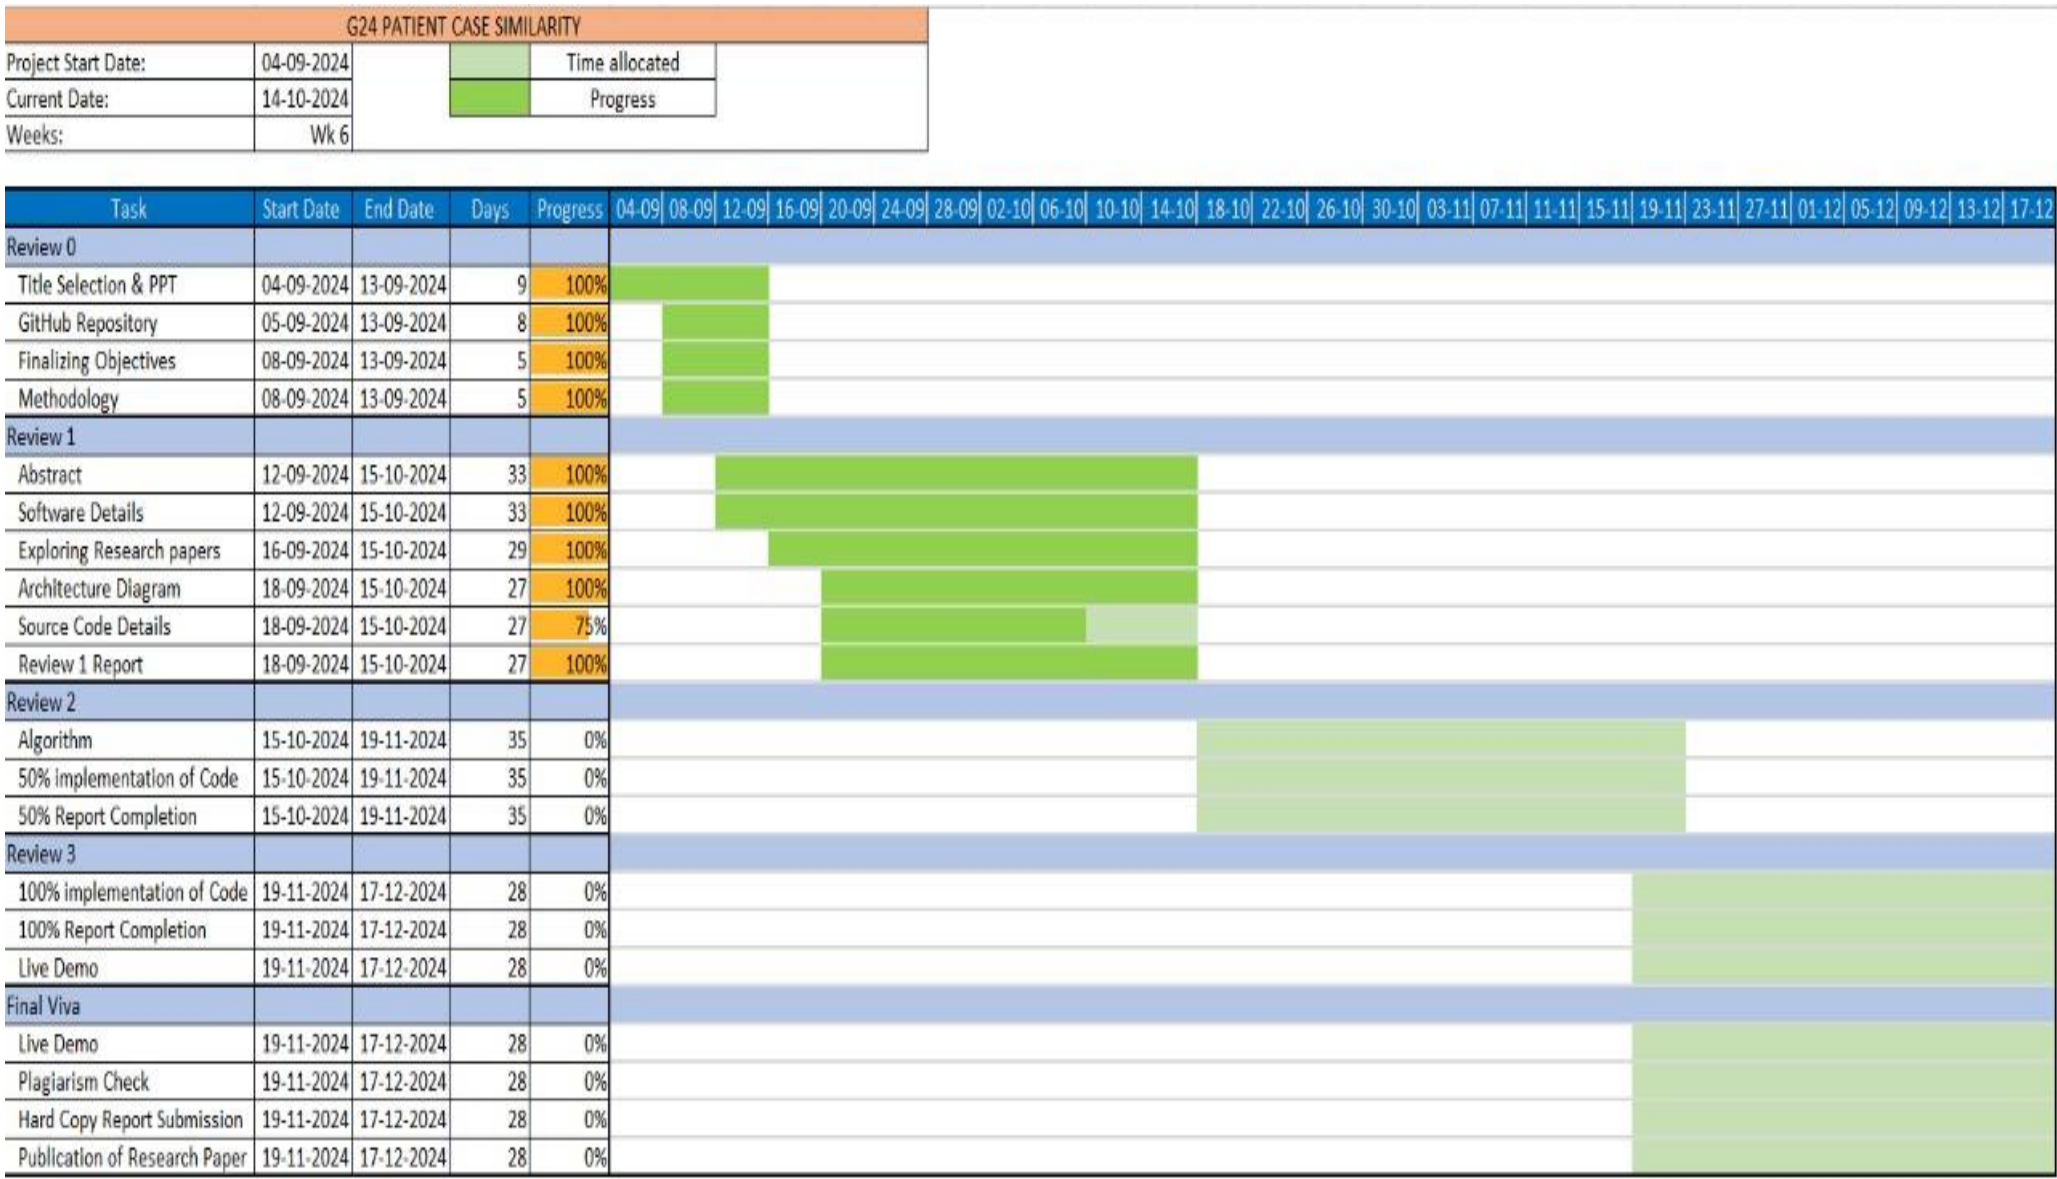 G24 PATIENT CASE SIMILARITY
Project Start Date: 04-09-2024 Time allocated
Current Date: 14-10-2024 Progress
Weeks: Wk 6
Task Start Date End Date Days Progress 04-09 08-09 12-09 16-09 20-09 24-09 28-09 02-10 06-10 10-10 14-10 18-10 22-10 26-10 30-10 03-11 07-11 11-11 15-11 19-11 23-11 27-11 01-12 05-12 09-12 13-12 17-12
Review 0
Title Selection & PPT 04-09-2024 13-09-2024 9 100%
GitHub Repository 05-09-2024 13-09-2024 8 100%
Finalizing Objectives 08-09-2024 13-09-2024 5 100%
Methodology 08-09-2024 13-09-2024 5 100%
Review 1
Abstract 12-09-2024 15-10-2024 33 100%
Software Details 12-09-2024 15-10-2024 33 100%
Exploring Research papers 16-09-2024 15-10-2024 29 100%
Architecture Diagram 18-09-2024 15-10-2024 27 100%
Source Code Details 18-09-2024 15-10-2024 27 75%
Review 1 Report 18-09-2024 15-10-2024 27 100%
Review 2
Algorithm 15-10-2024 19-11-2024 35 0%
50% implementation of Code 15-10-2024 19-11-2024 35 0%
50% Report Completion 15-10-2024 19-11-2024 35 0%
Review 3
100% implementation of Code 19-11-2024 17-12-2024 28 0%
100% Report Completion 19-11-2024 17-12-2024 28 0%
Live Demo 19-11-2024 17-12-2024 28 0%
Final Viva
Live Demo 19-11-2024 17-12-2024 28 0%
Plagiarism Check 19-11-2024 17-12-2024 28 0%
Hard Copy Report Submission 19-11-2024 17-12-2024 28 0%
Publication of Research Paper 19-11-2024 17-12-2024 28 0%